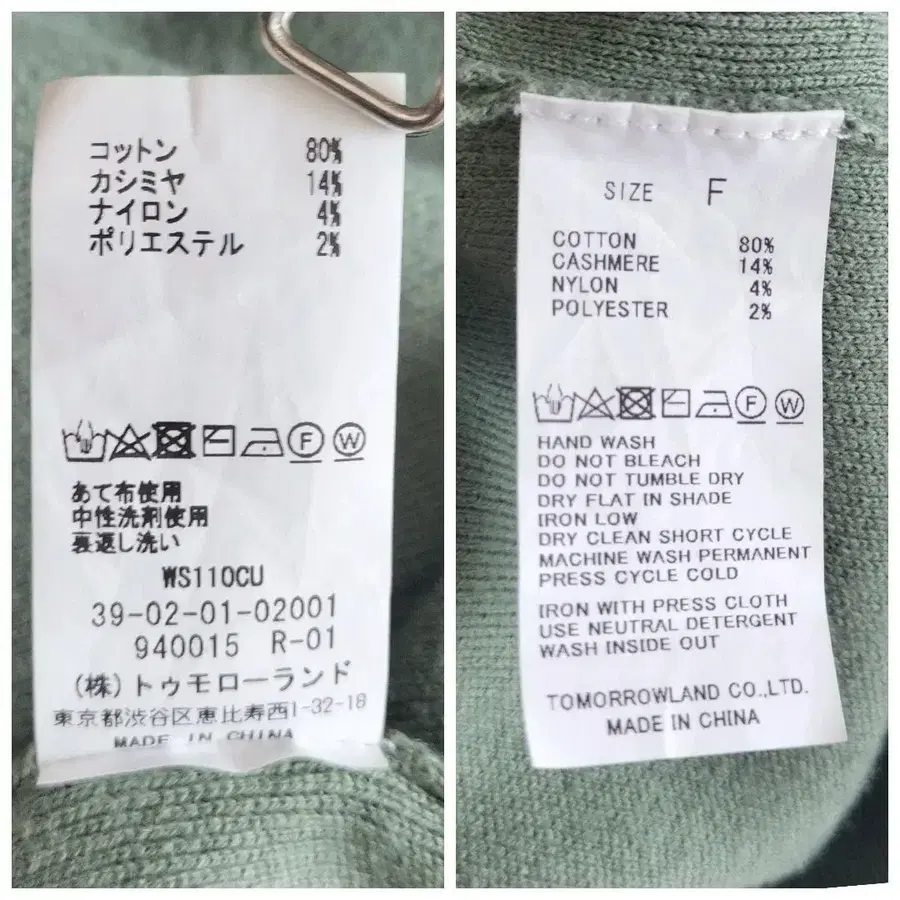 コットン 80%
カシミヤ 14%
ナイロン 4%
ポリエステル 2%
F W
あて布使用
中性洗剤使用
裏返し洗い
WS110CU
39-02-01-02001
940015 R-01
(株)トゥモローランド
東京都渋谷区恵比寿西1-32-18
MADE IN CHINA
SIZE F
COTTON 80%
CASHMERE 14%
NYLON 4%
POLYESTER 2%
F W
HAND WASH
DO NOT BLEACH
DO NOT TUMBLE DRY
DRY FLAT IN SHADE
IRON LOW
DRY CLEAN SHORT CYCLE
MACHINE WASH PERMANENT
PRESS CYCLE COLD
IRON WITH PRESS CLOTH
USE NEUTRAL DETERGENT
WASH INSIDE OUT
TOMORROWLAND CO.,LTD.
MADE IN CHINA